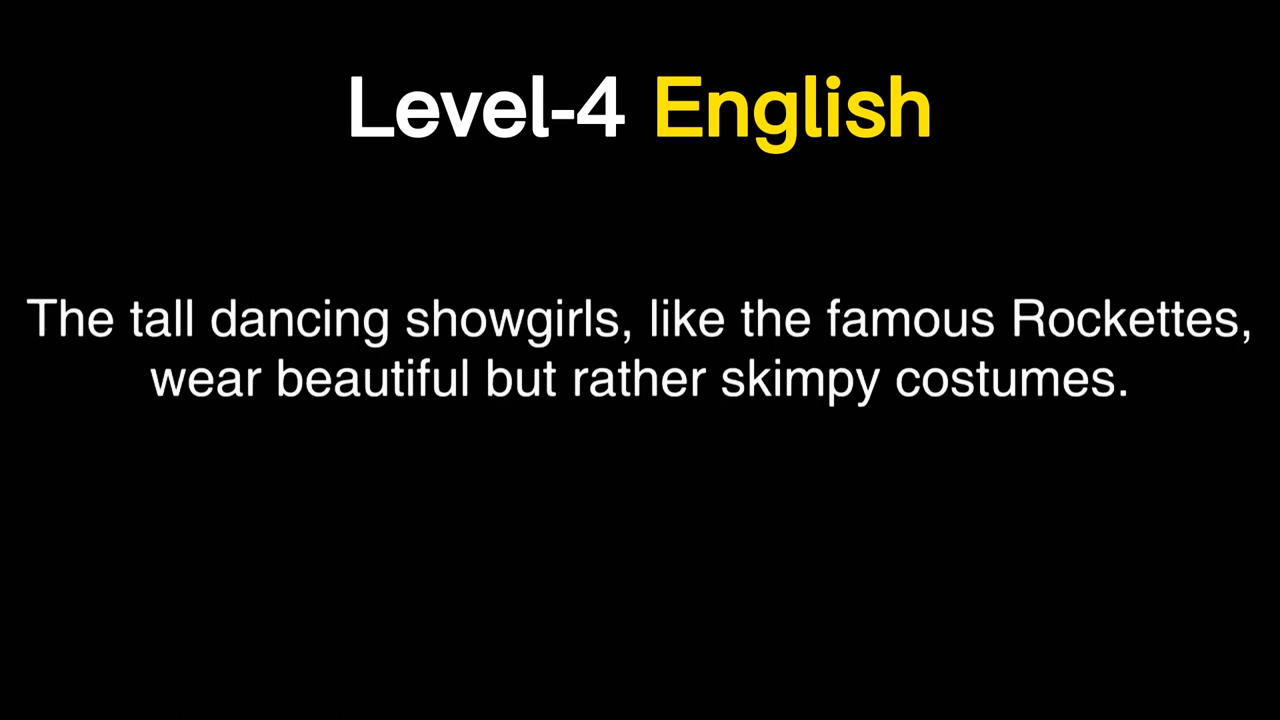 Level-4 English
The tall dancing showgirls, like the famous Rockettes,
wear beautiful but rather skimpy costumes.